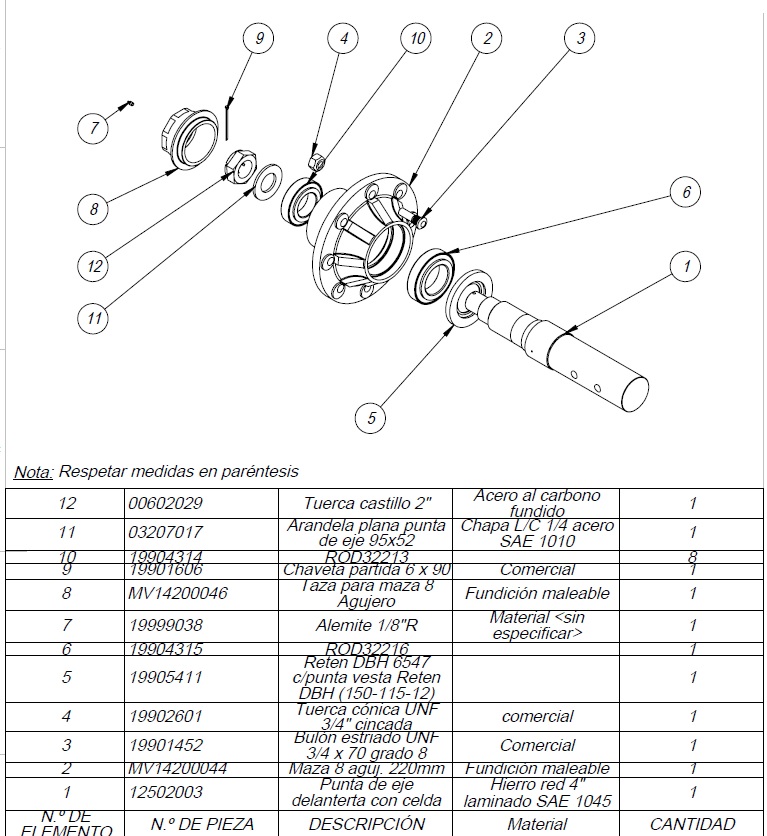 9
4
10
2
3
7
6
8
12
1
11
5
Nota: Respetar medidas en paréntesis
12 00602029 Tuerca castillo 2" Acero al carbono fundido 1
11 03207017 Arandela plana punta de eje 95x52 Chapa L/C 1/4 acero SAE 1010 1
10 19904314 ROD32213 8
9 19901606 Chaveta partida 6 x 90 Comercial 1
8 MV14200046 Taza para maza 8 Agujero Fundición maleable 1
7 19999038 Alemite 1/8"R Material <sin especificar> 1
6 19904315 ROD32216 1
5 19905411 Reten DBH 6547 c/punta vesta Reten DBH (150-115-12) 1
4 19902601 Tuerca cónica UNF 3/4" cincada comercial 1
3 19901452 Bulón estriado UNF 3/4 x 70 grado 8 Comercial 1
2 MV14200044 Maza 8 aguj. 220mm Fundición maleable 1
1 12502003 Punta de eje delanterta con celda Hierro red 4" laminado SAE 1045 1
N.º DE ELEMENTO N.º DE PIEZA DESCRIPCIÓN Material CANTIDAD